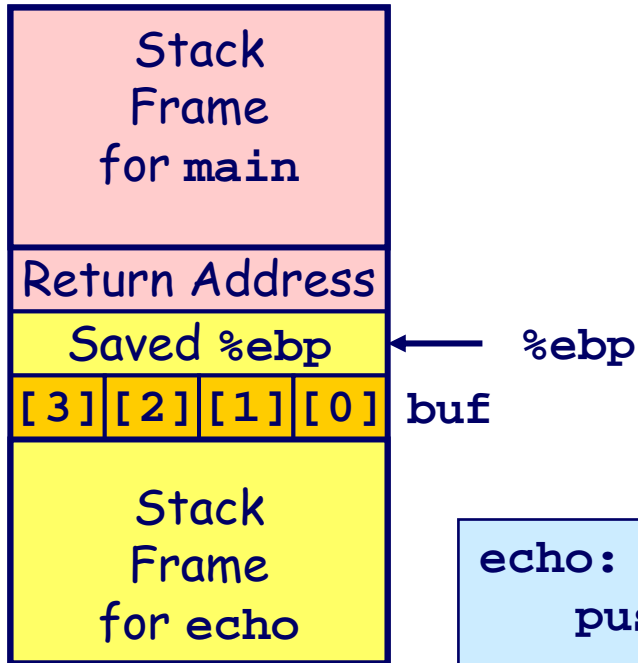 Stack
Frame
for main
Return Address
Saved %ebp
%ebp
[3] [2] [1] [0] buf
Stack
Frame
for echo
echo: